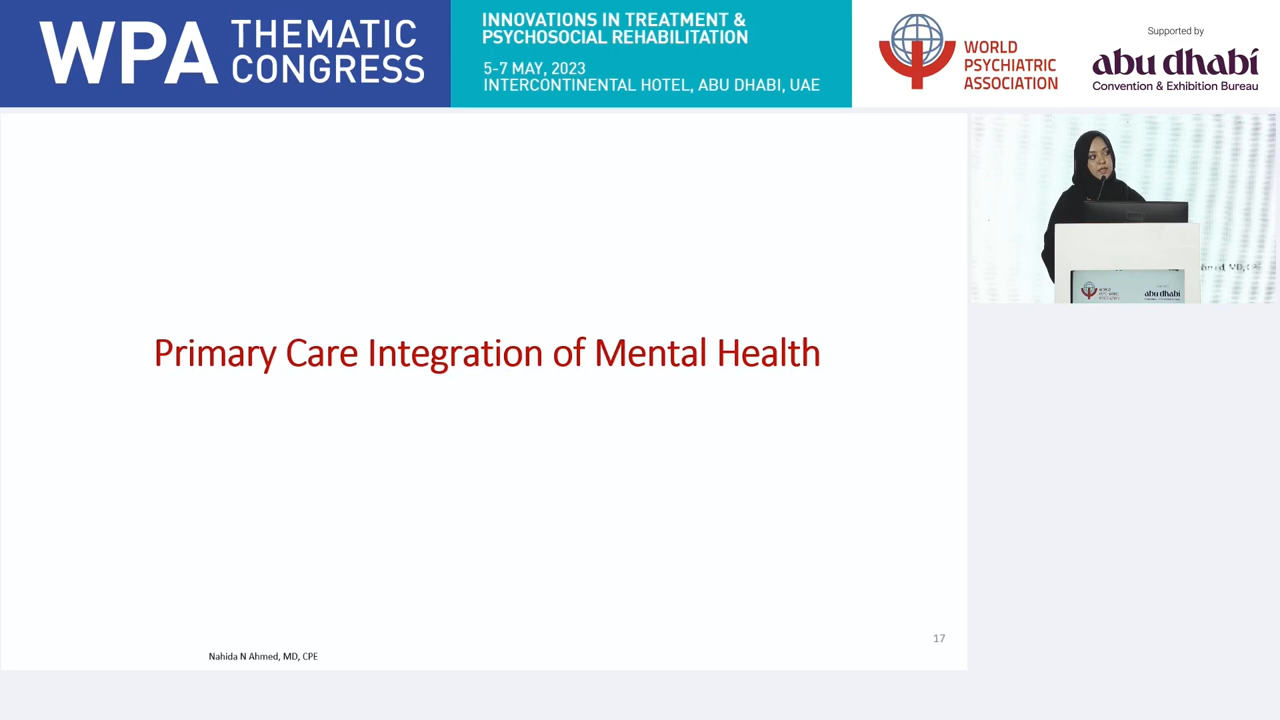 WPA THEMATIC CONGRESS
INNOVATIONS IN TREATMENT &
PSYCHOSOCIAL REHABILITATION
5-7 MAY, 2023
INTERCONTINENTAL HOTEL, ABU DHABI, UAE
WORLD
PSYCHIATRIC
ASSOCIATION
Supported by
abu dhabi
Convention & Exhibition Bureau
Primary Care Integration of Mental Health
17
Nahida N Ahmed, MD, CPE
abu dhabi